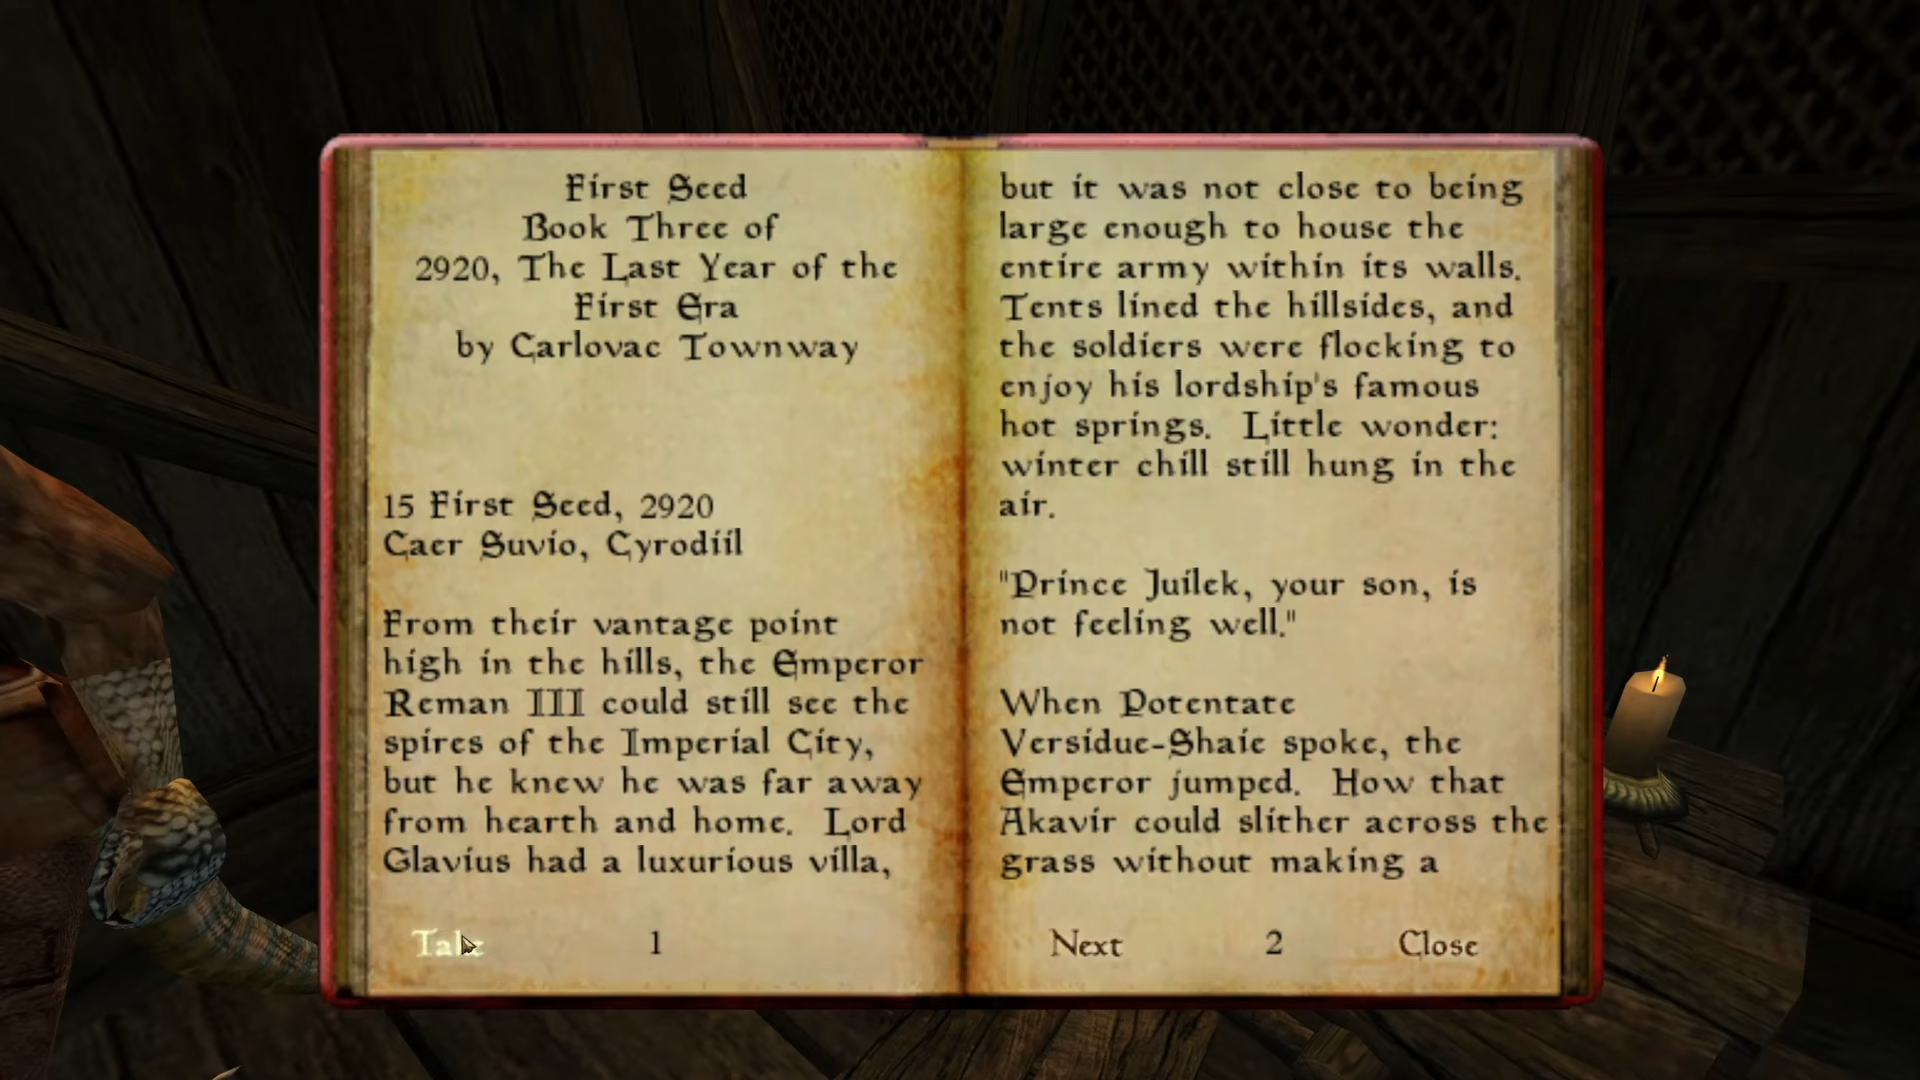 First Seed
Book Three of
2920, The Last Year of the
First Era
by Carlovac Townway
15 First Seed, 2920
Caer Suvio, Cyrodiil
From their vantage point
high in the hills, the Emperor
Reman III could still see the
spires of the Imperial City,
but he knew he was far away
from hearth and home.  Lord
Glavius had a luxurious villa,
but it was not close to being
large enough to house the
entire army within its walls.
Tents lined the hillsides, and
the soldiers were flocking to
enjoy his lordship's famous
hot springs.  Little wonder:
winter chill still hung in the
air.
"Prince Juilek, your son, is
not feeling well."
When Potentate
Versidue-Shaie spoke, the
Emperor jumped.  How that
Akavir could slither across the
grass without making a
Take 1 Next 2 Close